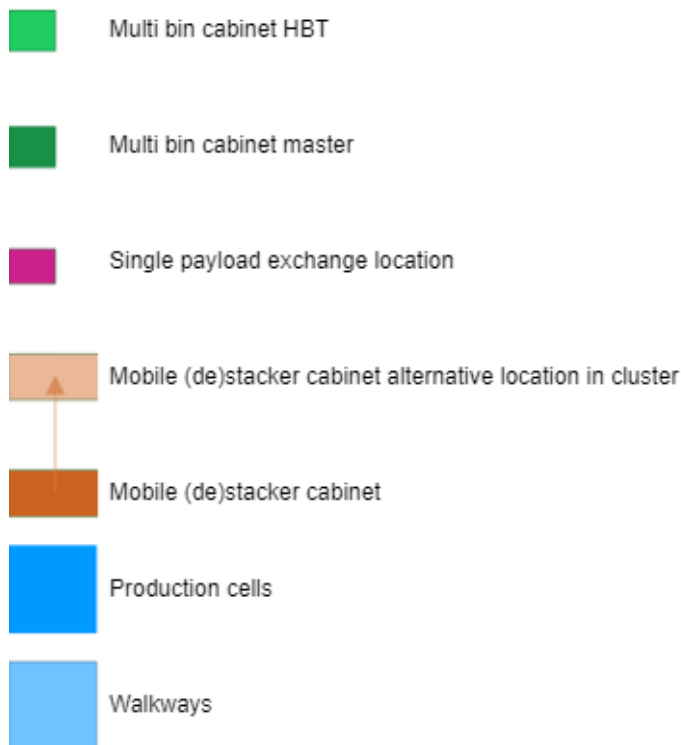 Multi bin cabinet HBT
Multi bin cabinet master
Single payload exchange location
Mobile (de)stacker cabinet alternative location in cluster
Mobile (de)stacker cabinet
Production cells
Walkways